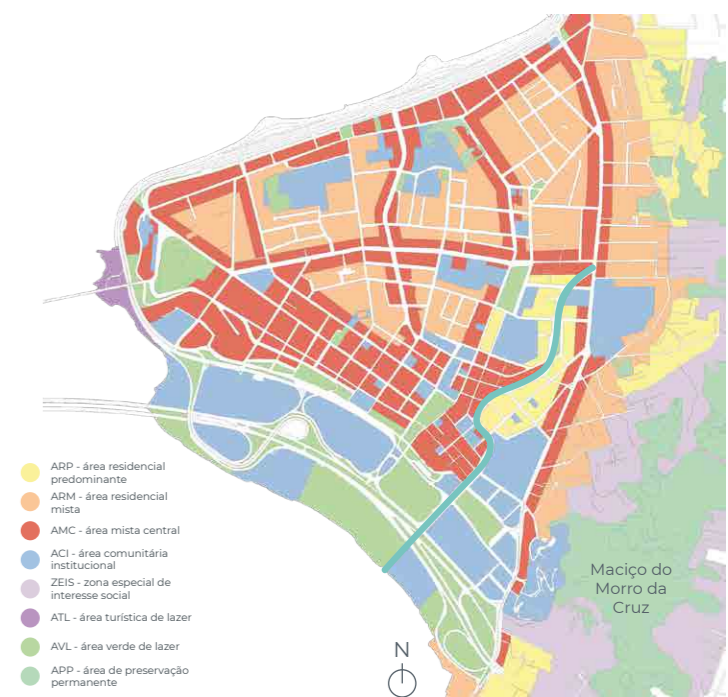 ARP - área residencial
predominante
ARM - área residencial
mista
AMC - área mista central
ACI - área comunitária
institucional
ZEIS - zona especial de
interesse social
ATL - área turística de lazer
AVL - área verde de lazer
APP - área de preservação
permanente
Maciço do
Morro da
Cruz
N